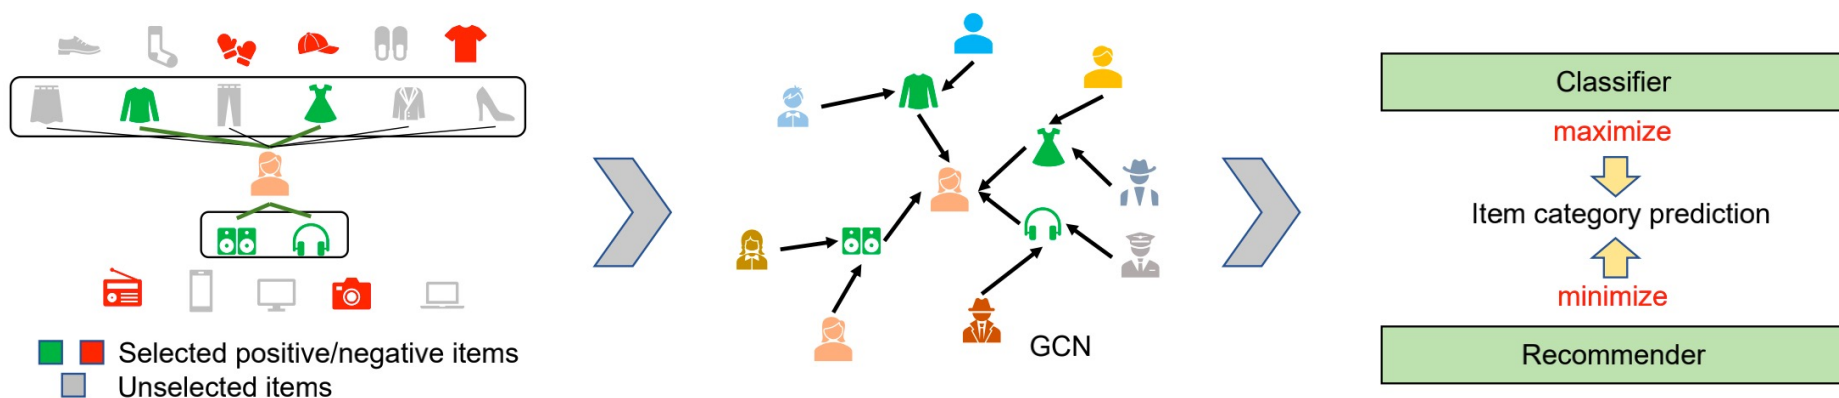 Selected positive/negative items
Unselected items
GCN
Classifier
maximize
Item category prediction
minimize
Recommender